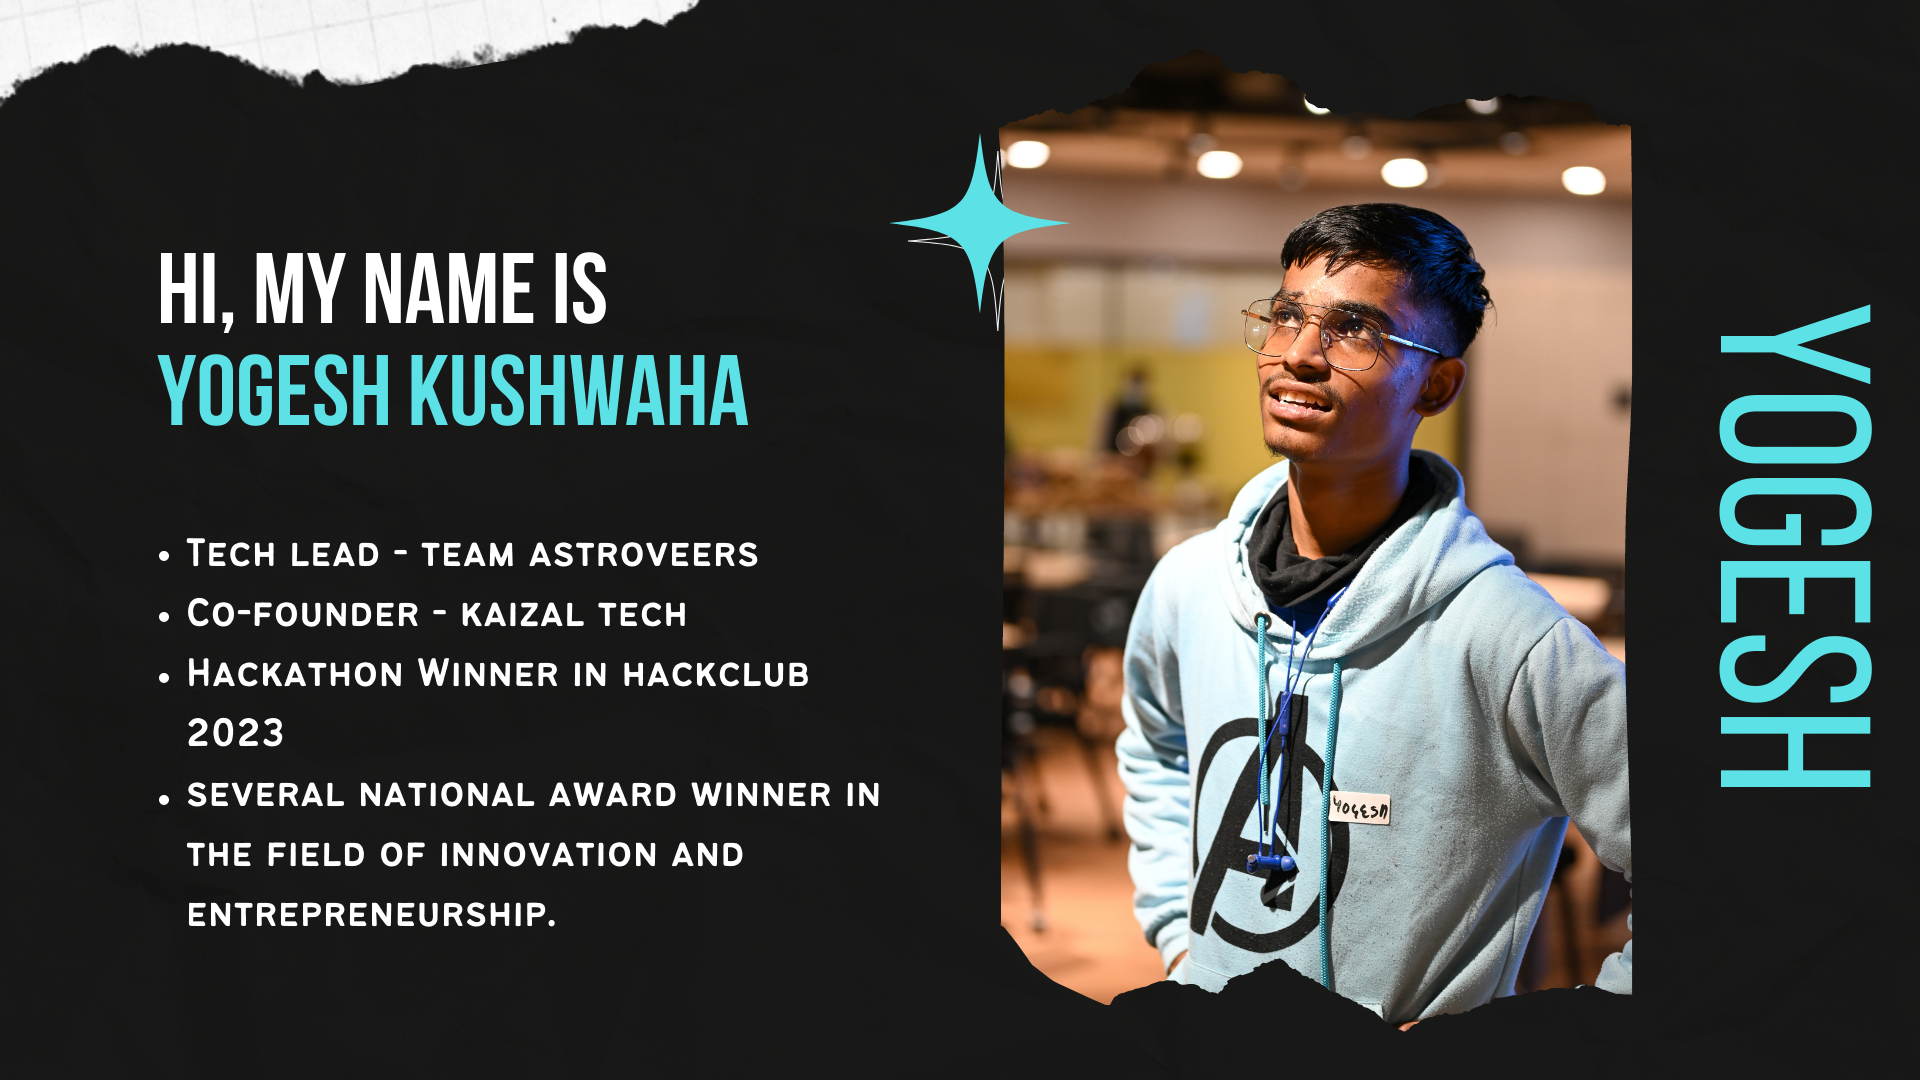 HI, MY NAME IS
YOGESH KUSHWAHA
• Tech lead - team astroveers
• Co-founder - kaizal tech
• Hackathon Winner in hackclub
2023
• several national award winner in
the field of innovation and
entrepreneurship.
YOGESH
YOGESH